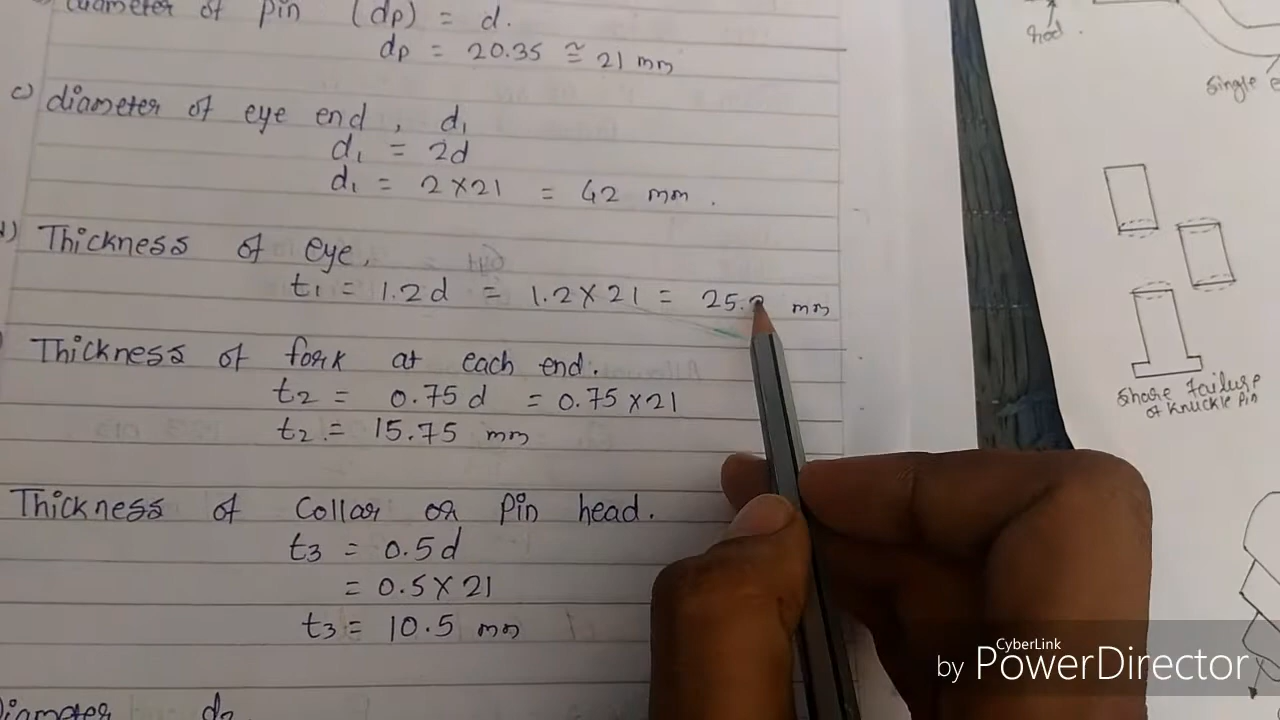 diameter of pin (dp) = d.
dp = 20.35 ≅ 21 mm
c) diameter of eye end, d1
d1 = 2d
d1 = 2×21 = 42 mm.
) Thickness of eye,
t1 = 1.2d = 1.2×21 = 25. mm
Thickness of fork at each end.
t2 = 0.75d = 0.75×21
t2 = 15.75 mm
Thickness of Collar or Pin head.
t3 = 0.5d
= 0.5×21
t3 = 10.5 mm
diameter d2
rod.
Single e
Share failure
of Knuckle Pin
CyberLink
by PowerDirector